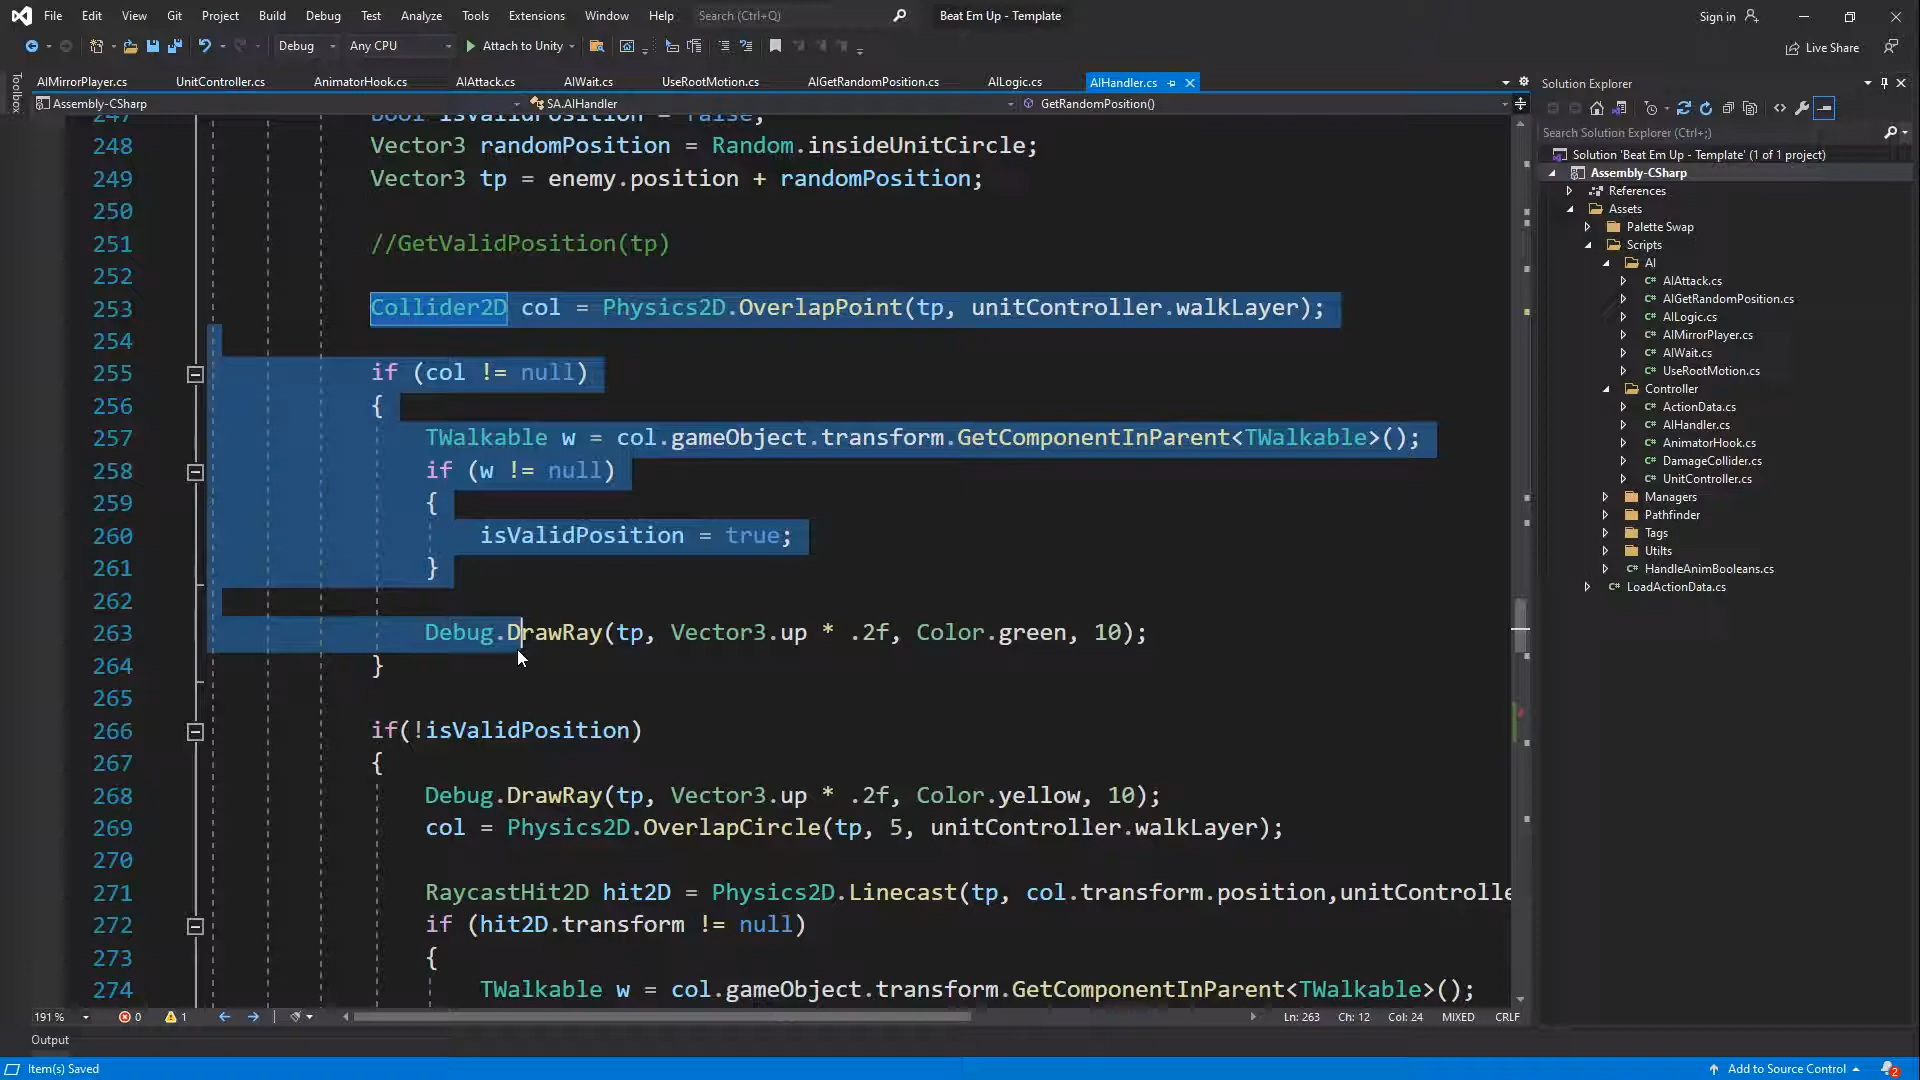 File Edit View Git Project Build Debug Test Analyze Tools Extensions Window Help Search (Ctrl+Q) Beat Em Up - Template Sign in
Debug Any CPU Attach to Unity Live Share
Toolbox
AIMirrorPlayer.cs UnitController.cs AnimatorHook.cs AIAttack.cs AIWait.cs UseRootMotion.cs AIGetRandomPosition.cs AILogic.cs AIHandler.cs
Assembly-CSharp SA.AIHandler GetRandomPosition()
247 bool isValidPosition = false;
248 Vector3 randomPosition = Random.insideUnitCircle;
249 Vector3 tp = enemy.position + randomPosition;
250
251 //GetValidPosition(tp)
252
253 Collider2D col = Physics2D.OverlapPoint(tp, unitController.walkLayer);
254
255 if (col != null)
256 {
257 TWalkable w = col.gameObject.transform.GetComponentInParent<TWalkable>();
258 if (w != null)
259 {
260 isValidPosition = true;
261 }
262
263 Debug.DrawRay(tp, Vector3.up * .2f, Color.green, 10);
264 }
265
266 if(!isValidPosition)
267 {
268 Debug.DrawRay(tp, Vector3.up * .2f, Color.yellow, 10);
269 col = Physics2D.OverlapCircle(tp, 5, unitController.walkLayer);
270
271 RaycastHit2D hit2D = Physics2D.Linecast(tp, col.transform.position,unitControlle
272 if (hit2D.transform != null)
273 {
274 TWalkable w = col.gameObject.transform.GetComponentInParent<TWalkable>();
191 % 0 1 Ln: 263 Ch: 12 Col: 24 MIXED CRLF
Output
Item(s) Saved Add to Source Control 2
Solution Explorer
Search Solution Explorer (Ctrl+;)
Solution 'Beat Em Up - Template' (1 of 1 project)
Assembly-CSharp
References
Assets
Palette Swap
Scripts
AI
C# AIAttack.cs
C# AIGetRandomPosition.cs
C# AILogic.cs
C# AIMirrorPlayer.cs
C# AIWait.cs
C# UseRootMotion.cs
Controller
C# ActionData.cs
C# AIHandler.cs
C# AnimatorHook.cs
C# DamageCollider.cs
C# UnitController.cs
Managers
Pathfinder
Tags
Utilts
C# HandleAnimBooleans.cs
C# LoadActionData.cs